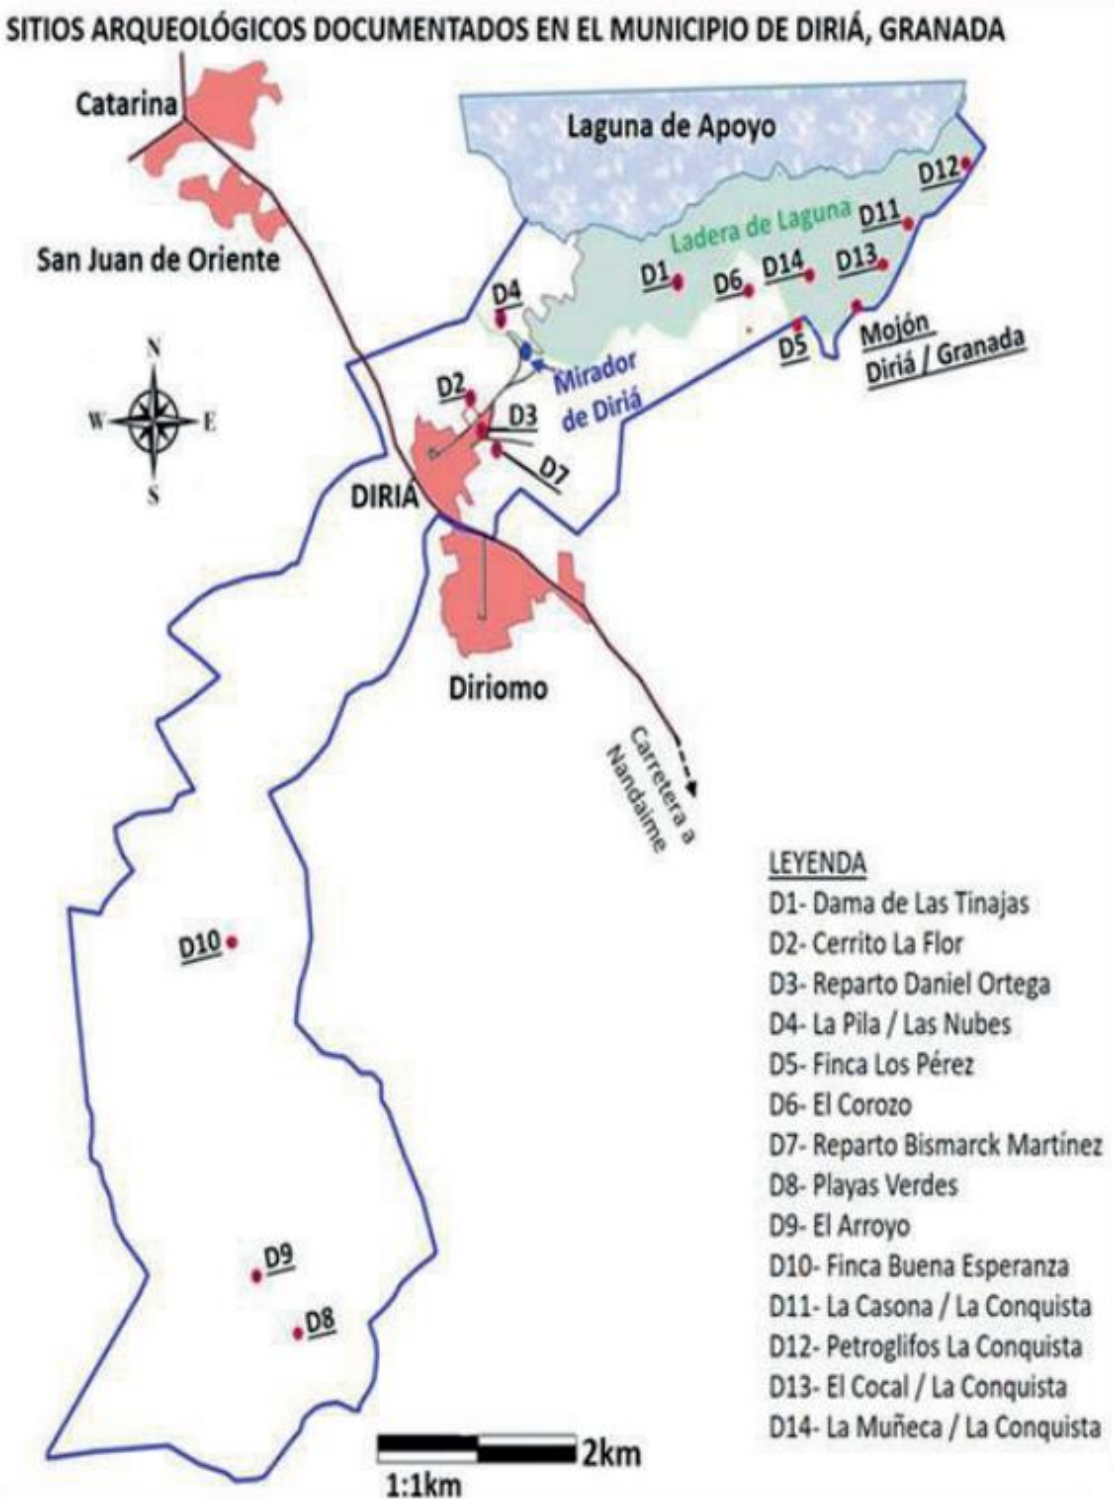 SITIOS ARQUEOLÓGICOS DOCUMENTADOS EN EL MUNICIPIO DE DIRIÁ, GRANADA
Catarina
Laguna de Apoyo
D12
Ladera de Laguna
D11
San Juan de Oriente
D1
D6
D14
D13
D4
D5
Mojón
Diriá / Granada
N
W
E
S
Mirador
de Diriá
D2
D3
D7
DIRIÁ
Diriomo
Carretera a
Nandaime
D10
D9
D8
LEYENDA
D1- Dama de Las Tinajas
D2- Cerrito La Flor
D3- Reparto Daniel Ortega
D4- La Pila / Las Nubes
D5- Finca Los Pérez
D6- El Corozo
D7- Reparto Bismarck Martínez
D8- Playas Verdes
D9- El Arroyo
D10- Finca Buena Esperanza
D11- La Casona / La Conquista
D12- Petroglifos La Conquista
D13- El Cocal / La Conquista
D14- La Muñeca / La Conquista
2km
1:1km